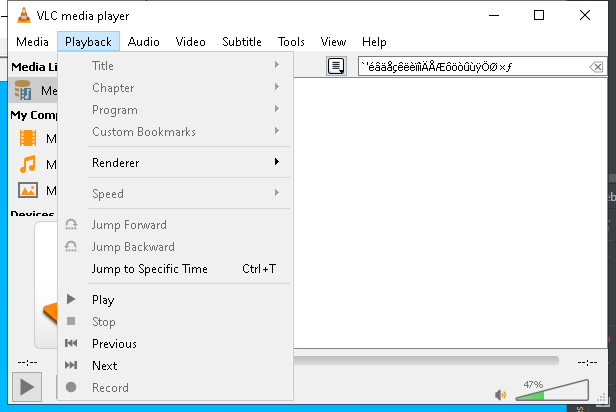 VLC media player
Media Playback Audio Video Subtitle Tools View Help
Media Li
`'éâäåçêëèïîìÄÅÆôöòûùÿÖØ×ƒ
Me
My Comp
M
M
M
Devices
Title
Chapter
Program
Custom Bookmarks
Renderer
Speed
Jump Forward
Jump Backward
Jump to Specific Time Ctrl+T
Play
Stop
Previous
Next
Record
--:-- --:--
47%